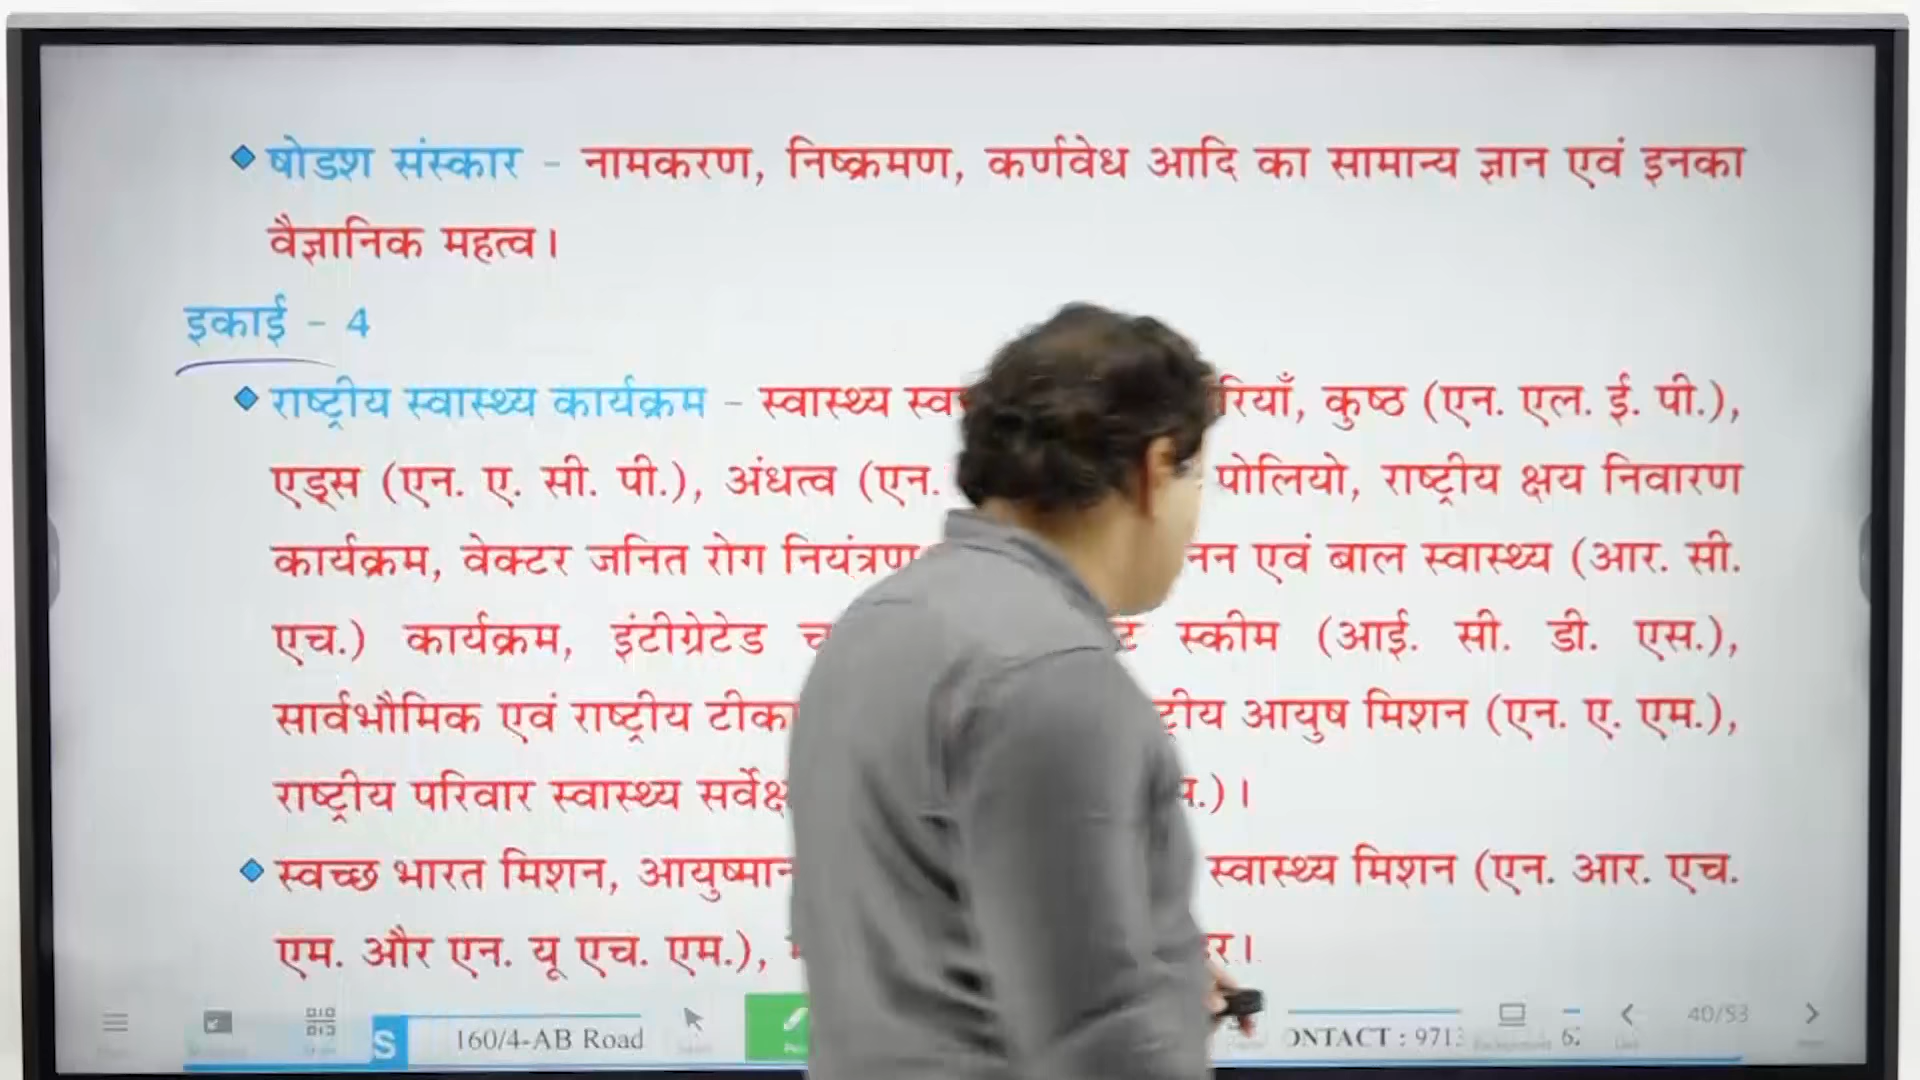 षोडश संस्कार - नामकरण, निष्क्रमण, कर्णवेध आदि का सामान्य ज्ञान एवं इनका
वैज्ञानिक महत्व।
इकाई - 4
राष्ट्रीय स्वास्थ्य कार्यक्रम - स्वास्थ्य कुष्ठ (एन. एल. ई. पी.),
एड्स (एन. ए. सी. पी.), अंधत्व (एन. पोलियो, राष्ट्रीय क्षय निवारण
कार्यक्रम, वेक्टर जनित रोग नियंत्रण एवं बाल स्वास्थ्य (आर. सी.
एच.) कार्यक्रम, इंटीग्रेटेड स्कीम (आई. सी. डी. एस.),
सार्वभौमिक एवं राष्ट्रीय आयुष मिशन (एन. ए. एम.),
राष्ट्रीय परिवार स्वास्थ्य
स्वच्छ भारत मिशन, स्वास्थ्य मिशन (एन. आर. एच.
एम. और एन. यू एच. एम.),
S 160/4-AB Road 40/53